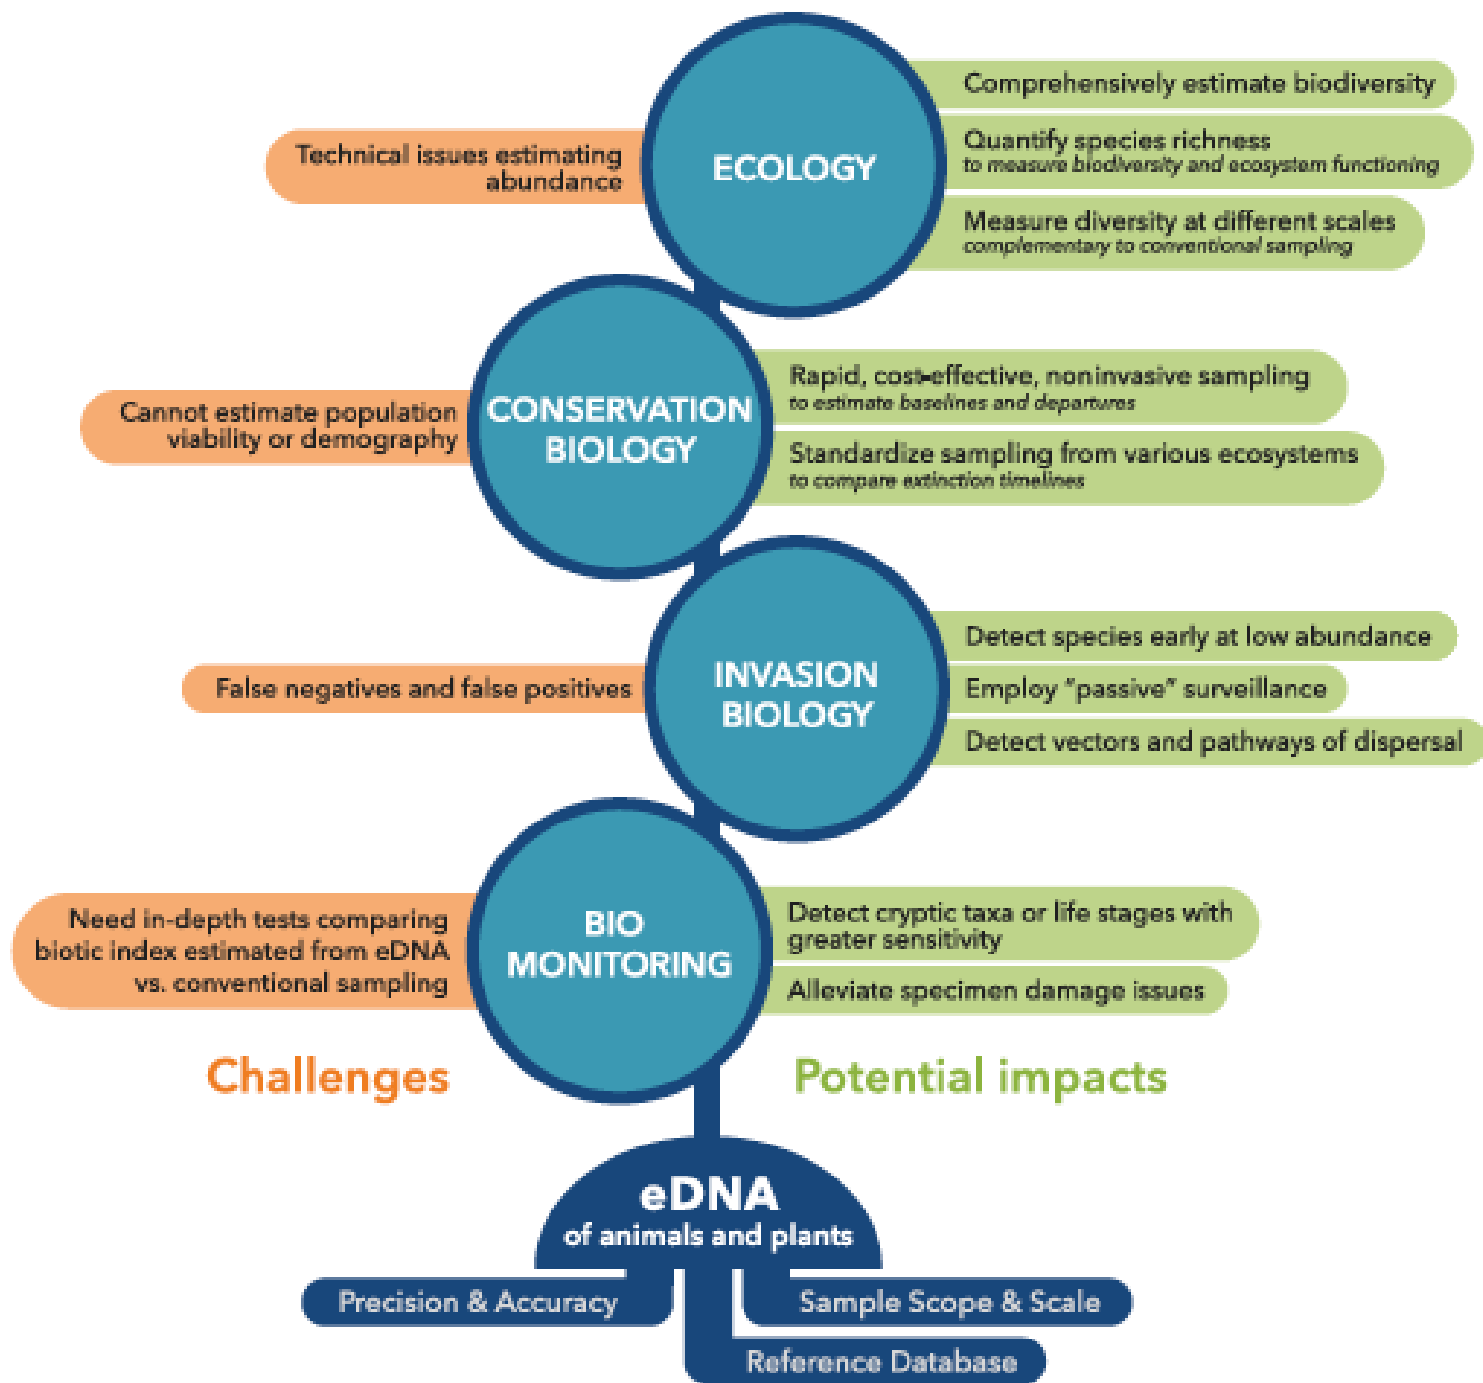 Technical issues estimating
abundance
ECOLOGY
Comprehensively estimate biodiversity
Quantify species richness
to measure biodiversity and ecosystem functioning
Measure diversity at different scales
complementary to conventional sampling
Cannot estimate population
viability or demography
CONSERVATION
BIOLOGY
Rapid, cost-effective, noninvasive sampling
to estimate baselines and departures
Standardize sampling from various ecosystems
to compare extinction timelines
False negatives and false positives
INVASION
BIOLOGY
Detect species early at low abundance
Employ “passive” surveillance
Detect vectors and pathways of dispersal
Need in-depth tests comparing
biotic index estimated from eDNA
vs. conventional sampling
BIO
MONITORING
Detect cryptic taxa or life stages with
greater sensitivity
Alleviate specimen damage issues
Challenges
Potential impacts
eDNA
of animals and plants
Precision & Accuracy
Sample Scope & Scale
Reference Database